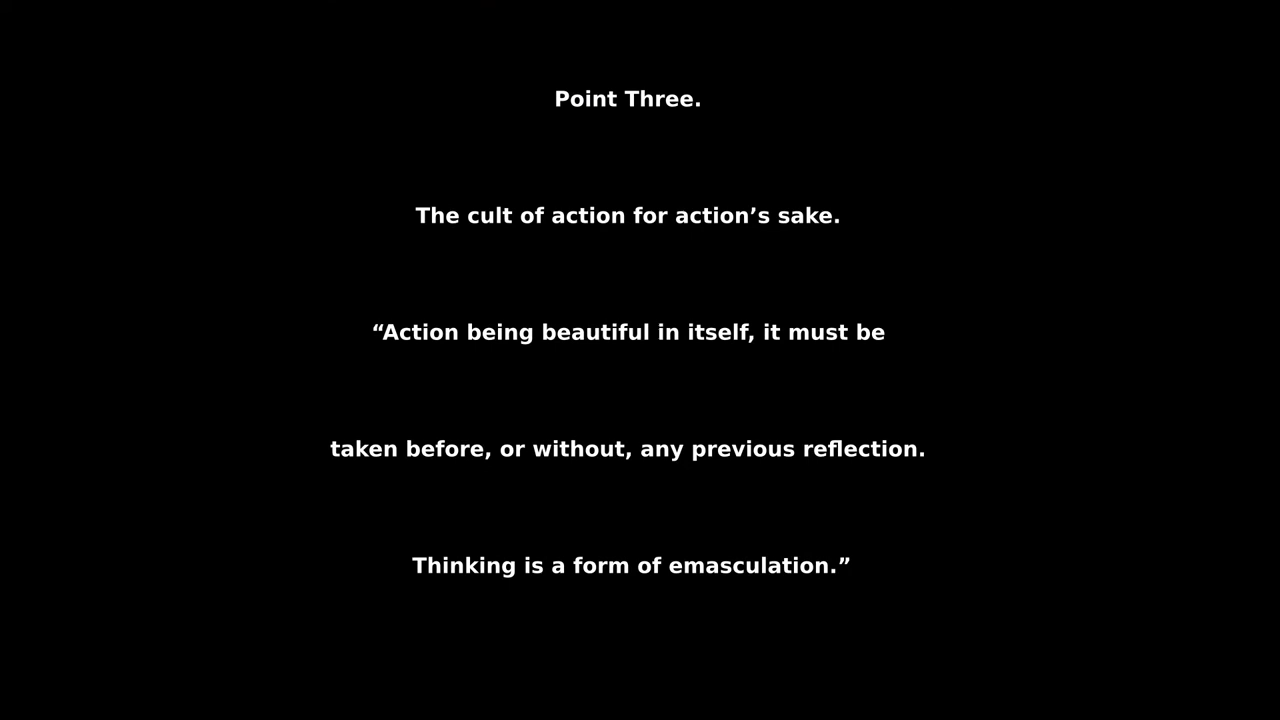 Point Three.
The cult of action for action’s sake.
“Action being beautiful in itself, it must be
taken before, or without, any previous reflection.
Thinking is a form of emasculation.”